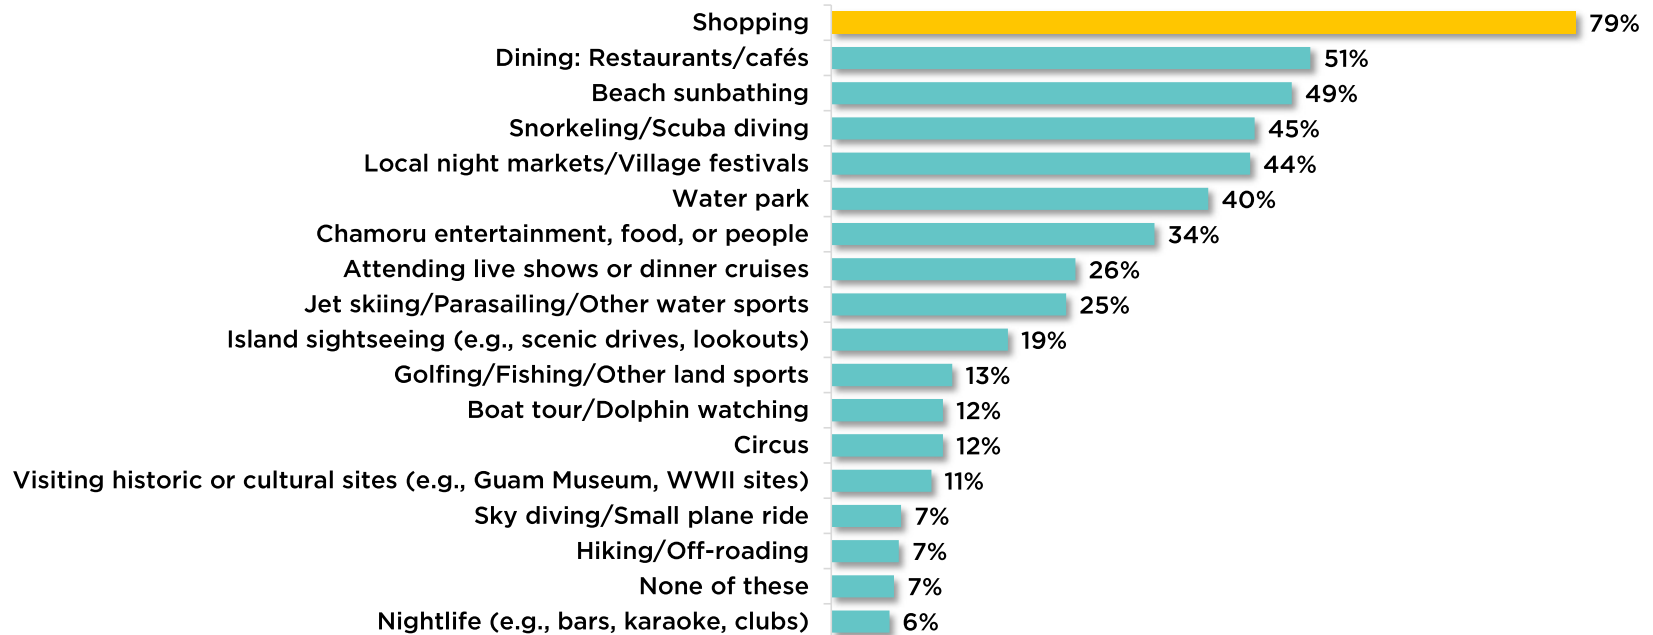 Shopping 79%
Dining: Restaurants/cafés 51%
Beach sunbathing 49%
Snorkeling/Scuba diving 45%
Local night markets/Village festivals 44%
Water park 40%
Chamoru entertainment, food, or people 34%
Attending live shows or dinner cruises 26%
Jet skiing/Parasailing/Other water sports 25%
Island sightseeing (e.g., scenic drives, lookouts) 19%
Golfing/Fishing/Other land sports 13%
Boat tour/Dolphin watching 12%
Circus 12%
Visiting historic or cultural sites (e.g., Guam Museum, WWII sites) 11%
Sky diving/Small plane ride 7%
Hiking/Off-roading 7%
None of these 7%
Nightlife (e.g., bars, karaoke, clubs) 6%